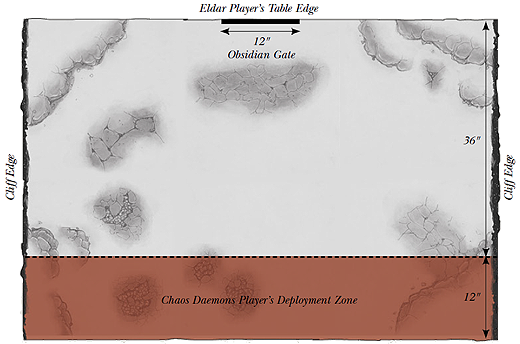 Eldar Player's Table Edge
12"
Obsidian Gate
36"
Cliff Edge
Cliff Edge
12"
Chaos Daemons Player's Deployment Zone